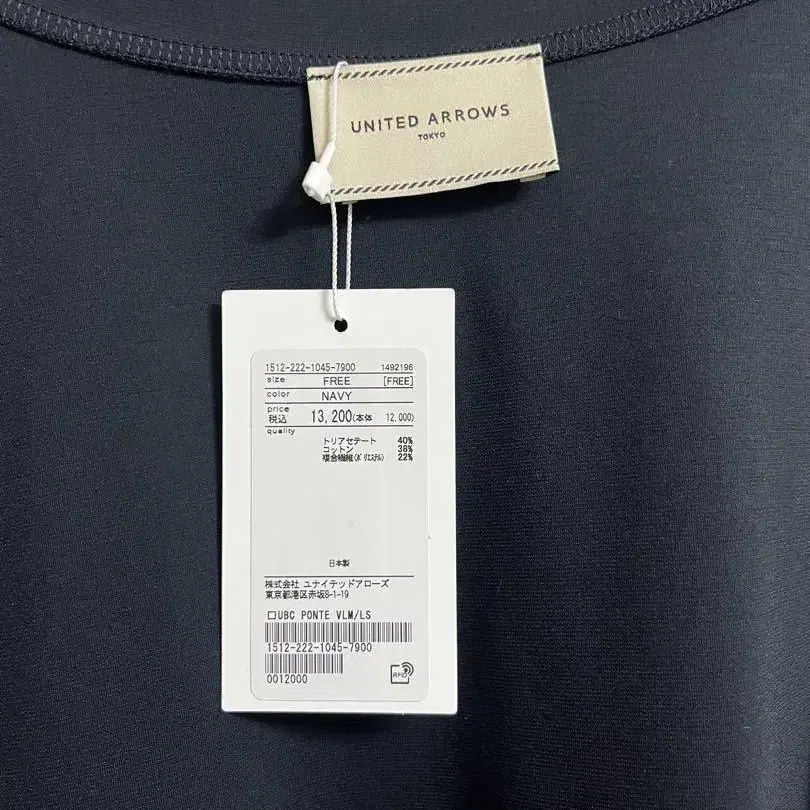 UNITED ARROWS
TOKYO
1512-222-1045-7900 1492196
size FREE [FREE]
color NAVY
price
税込 13,200(本体 12,000)
quality
トリアセテート 40%
コットン 38%
複合繊維(ポリエステル) 22%
日本製
株式会社 ユナイテッドアローズ
東京都港区赤坂8-1-19
□UBC PONTE VLM/LS
1512-222-1045-7900
0012000
RFID